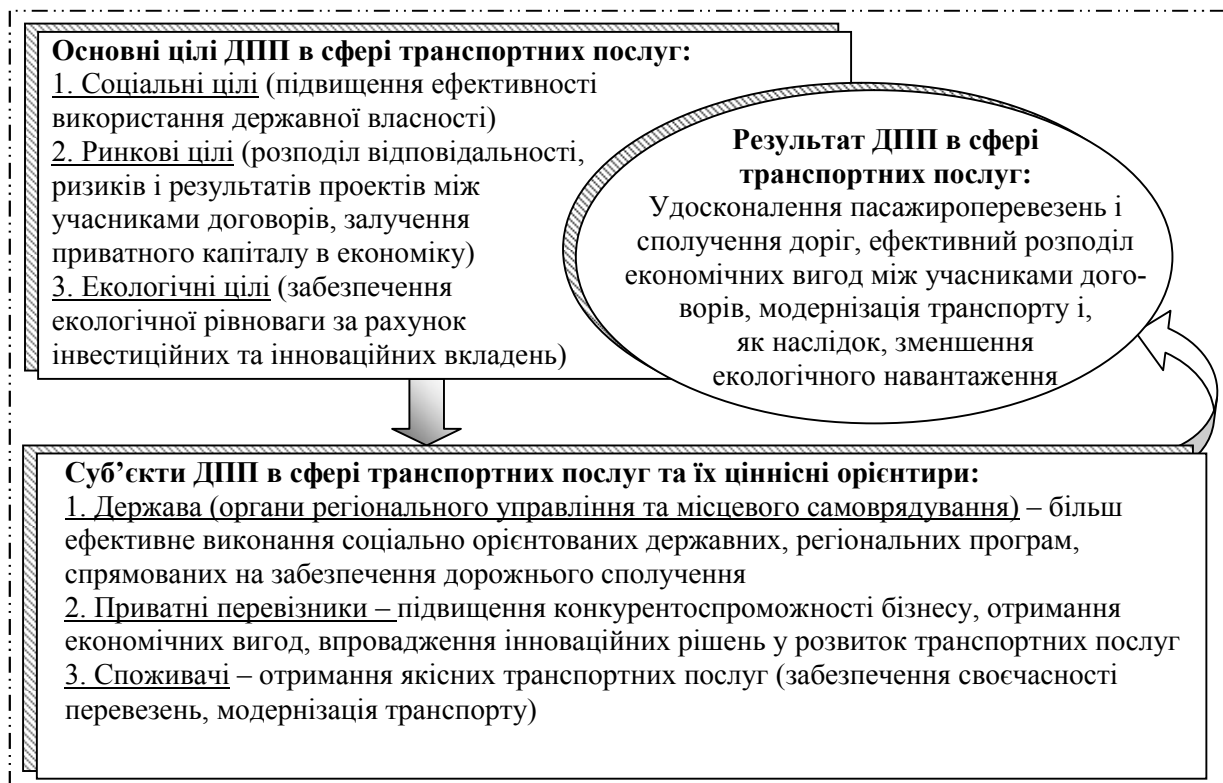 Основні цілі ДПП в сфері транспортних послуг:
1. Соціальні цілі (підвищення ефективності
використання державної власності)
2. Ринкові цілі (розподіл відповідальності,
ризиків і результатів проектів між
учасниками договорів, залучення
приватного капіталу в економіку)
3. Екологічні цілі (забезпечення
екологічної рівноваги за рахунок
інвестиційних та інноваційних вкладень)
Результат ДПП в сфері
транспортних послуг:
Удосконалення пасажироперевезень і
сполучення доріг, ефективний розподіл
економічних вигод між учасниками дого-
ворів, модернізація транспорту і,
як наслідок, зменшення
екологічного навантаження
Суб’єкти ДПП в сфері транспортних послуг та їх ціннісні орієнтири:
1. Держава (органи регіонального управління та місцевого самоврядування) – більш
ефективне виконання соціально орієнтованих державних, регіональних програм,
спрямованих на забезпечення дорожнього сполучення
2. Приватні перевізники – підвищення конкурентоспроможності бізнесу, отримання
економічних вигод, впровадження інноваційних рішень у розвиток транспортних послуг
3. Споживачі – отримання якісних транспортних послуг (забезпечення своєчасності
перевезень, модернізація транспорту)